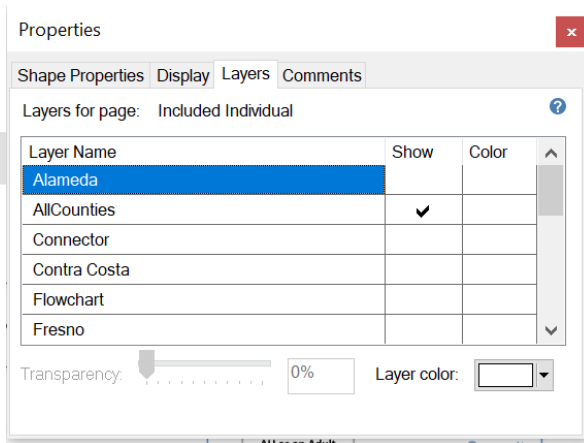 Properties
x
Shape Properties Display Layers Comments
Layers for page: Included Individual
?
Layer Name Show Color
Alameda
AllCounties ✔
Connector
Contra Costa
Flowchart
Fresno
Transparency: 0% Layer color: